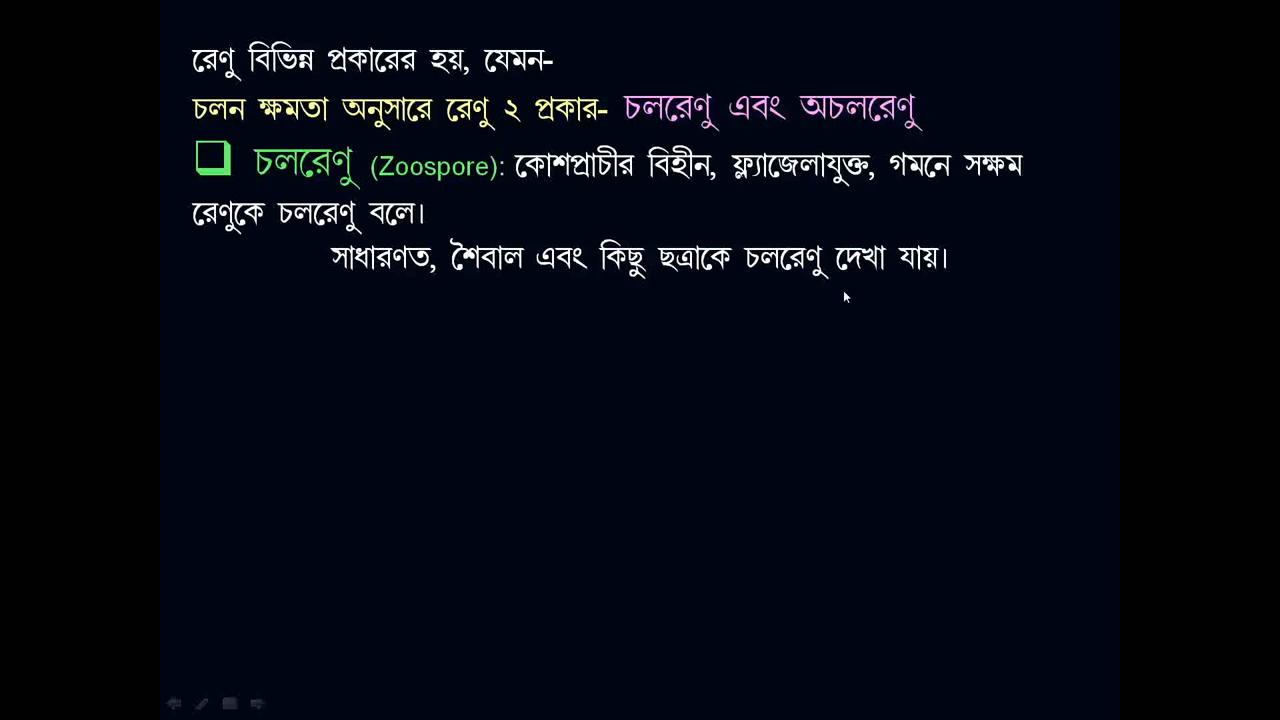 রেণু বিভিন্ন প্রকারের হয়, যেমন-
চলন ক্ষমতা অনুসারে রেণু ২ প্রকার- চলরেণু এবং অচলরেণু
❑ চলরেণু (Zoospore): কোশপ্রাচীর বিহীন, ফ্ল্যাজেলাযুক্ত, গমনে সক্ষম
রেণুকে চলরেণু বলে।
সাধারণত, শৈবাল এবং কিছু ছত্রাকে চলরেণু দেখা যায়।